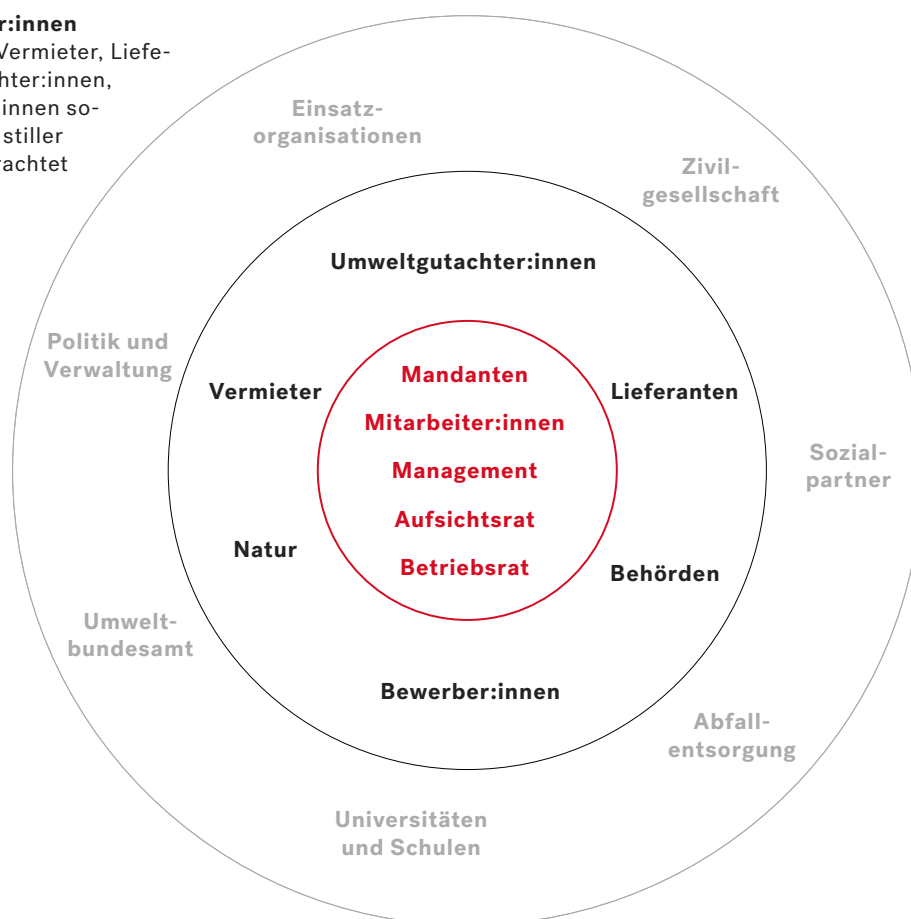 r:innen
Vermieter, Liefe-
hter:innen,
innen so-
stiller
rachtet
Einsatz-
organisationen
Zivil-
gesellschaft
Umweltgutachter:innen
Politik und
Verwaltung
Vermieter
Mandanten
Lieferanten
Mitarbeiter:innen
Management
Sozial-
partner
Aufsichtsrat
Natur
Betriebsrat
Behörden
Umwelt-
bundesamt
Bewerber:innen
Abfall-
entsorgung
Universitäten
und Schulen